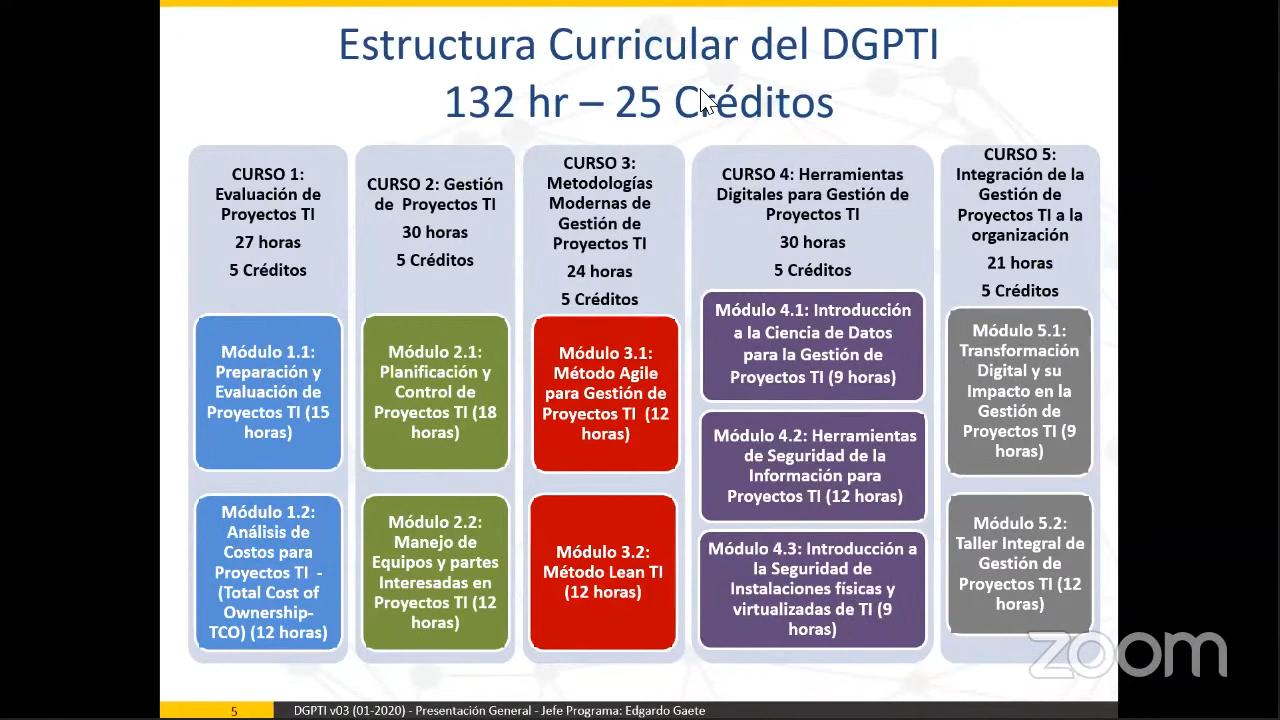 Estructura Curricular del DGPTI
132 hr – 25 Créditos
CURSO 1:
Evaluación de
Proyectos TI
27 horas
5 Créditos
Módulo 1.1:
Preparación y
Evaluación de
Proyectos TI (15
horas)
Módulo 1.2:
Análisis de
Costos para
Proyectos TI -
(Total Cost of
Ownership-
TCO) (12 horas)
CURSO 2: Gestión
de Proyectos TI
30 horas
5 Créditos
Módulo 2.1:
Planificación y
Control de
Proyectos TI (18
horas)
Módulo 2.2:
Manejo de
Equipos y partes
Interesadas en
Proyectos TI (12
horas)
CURSO 3:
Metodologías
Modernas de
Gestión de
Proyectos TI
24 horas
5 Créditos
Módulo 3.1:
Método Agile
para Gestión de
Proyectos TI (12
horas)
Módulo 3.2:
Método Lean TI
(12 horas)
CURSO 4: Herramientas
Digitales para Gestión de
Proyectos TI
30 horas
5 Créditos
Módulo 4.1: Introducción
a la Ciencia de Datos
para la Gestión de
Proyectos TI (9 horas)
Módulo 4.2: Herramientas
de Seguridad de la
Información para
Proyectos TI (12 horas)
Módulo 4.3: Introducción a
la Seguridad de
Instalaciones físicas y
virtualizadas de TI (9
horas)
CURSO 5:
Integración de la
Gestión de
Proyectos TI a la
organización
21 horas
5 Créditos
Módulo 5.1:
Transformación
Digital y su
Impacto en la
Gestión de
Proyectos TI (9
horas)
Módulo 5.2:
Taller Integral de
Gestión de
Proyectos TI (12
horas)
zoom
5
DGPTI v03 (01-2020) - Presentación General - Jefe Programa: Edgardo Gaete